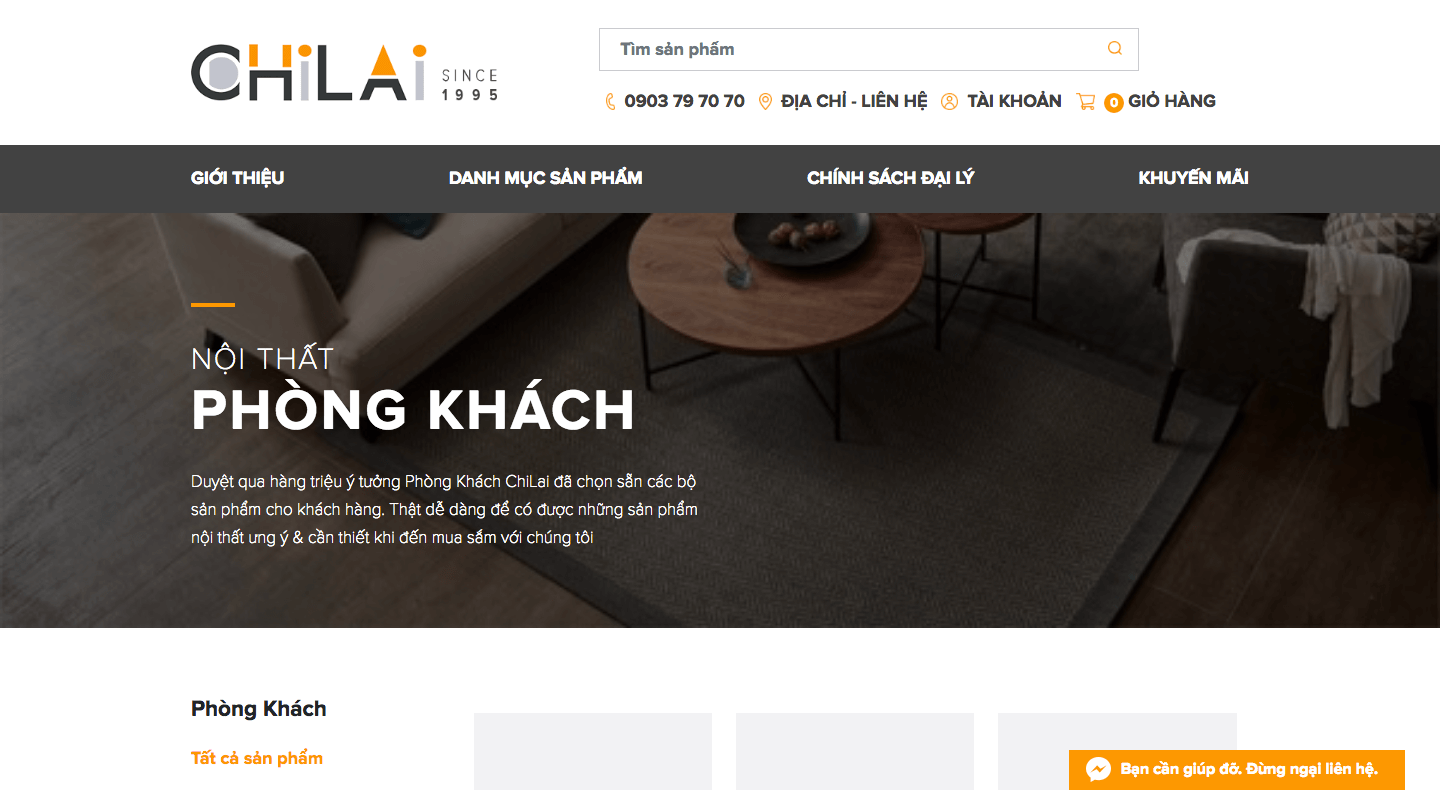 CHiLAi
SINCE
1995
Tìm sản phẩm
0903 79 70 70
ĐỊA CHỈ - LIÊN HỆ
TÀI KHOẢN
0 GIỎ HÀNG
GIỚI THIỆU
DANH MỤC SẢN PHẨM
CHÍNH SÁCH ĐẠI LÝ
KHUYẾN MÃI
NỘI THẤT
PHÒNG KHÁCH
Duyệt qua hàng triệu ý tưởng Phòng Khách ChiLai đã chọn sẵn các bộ
sản phẩm cho khách hàng. Thật dễ dàng để có được những sản phẩm
nội thất ưng ý & cần thiết khi đến mua sắm với chúng tôi
Phòng Khách
Tất cả sản phẩm
Bạn cần giúp đỡ. Đừng ngại liên hệ.